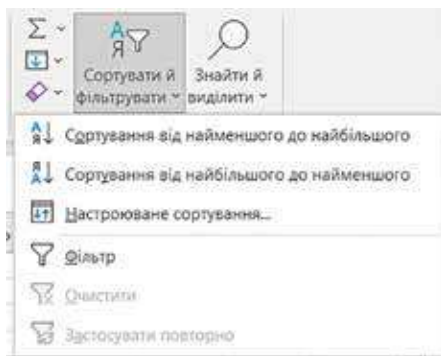 Сортувати й
фільтрувати
Знайти й
виділити
Сортування від найменшого до найбільшого
Сортування від найбільшого до найменшого
Настроюване сортування...
Фільтр
Очистити
Застосувати повторно